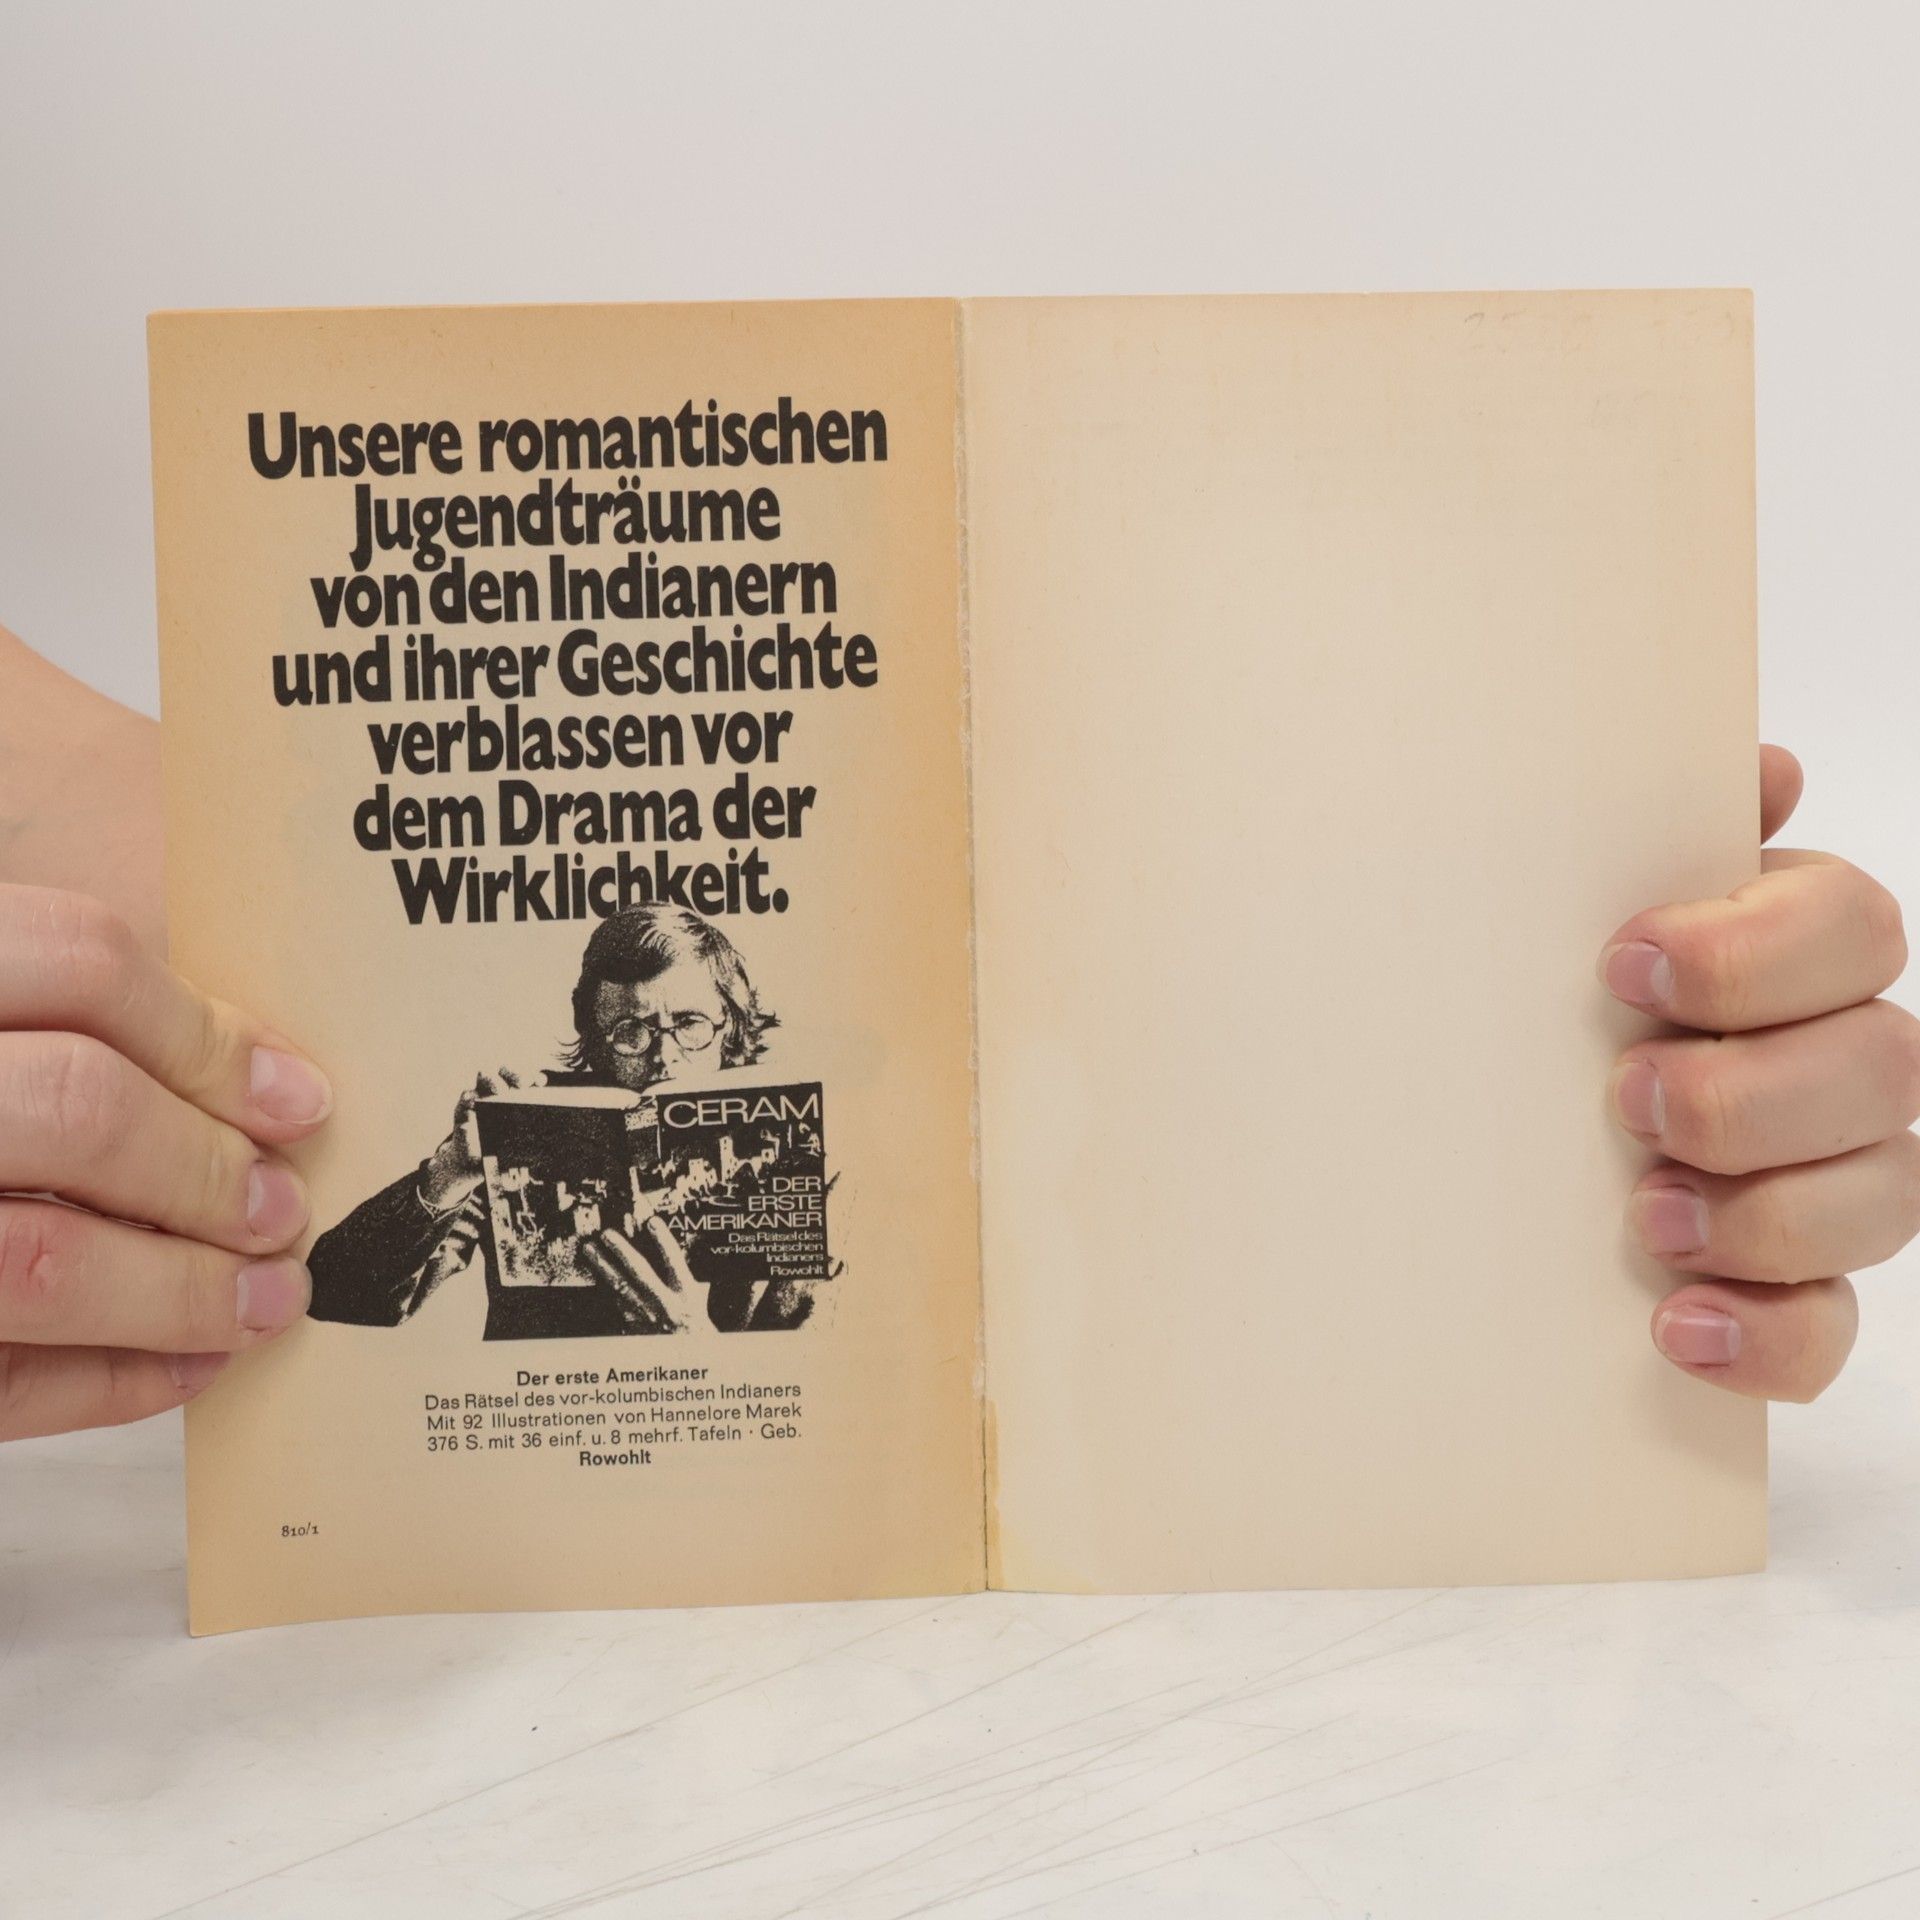 Unsere romantischen
Jugendträume
von den Indianern
und ihrer Geschichte
verblassen vor
dem Drama der
Wirklichkeit.
CERAM
DER
ERSTE
AMERIKANER
Das Rätsel des
vor-kolumbischen
Indianers
Rowohlt
Der erste Amerikaner
Das Rätsel des vor-kolumbischen Indianers
Mit 92 Illustrationen von Hannelore Marek
376 S. mit 36 einf. u. 8 mehrf. Tafeln · Geb.
Rowohlt
810/1